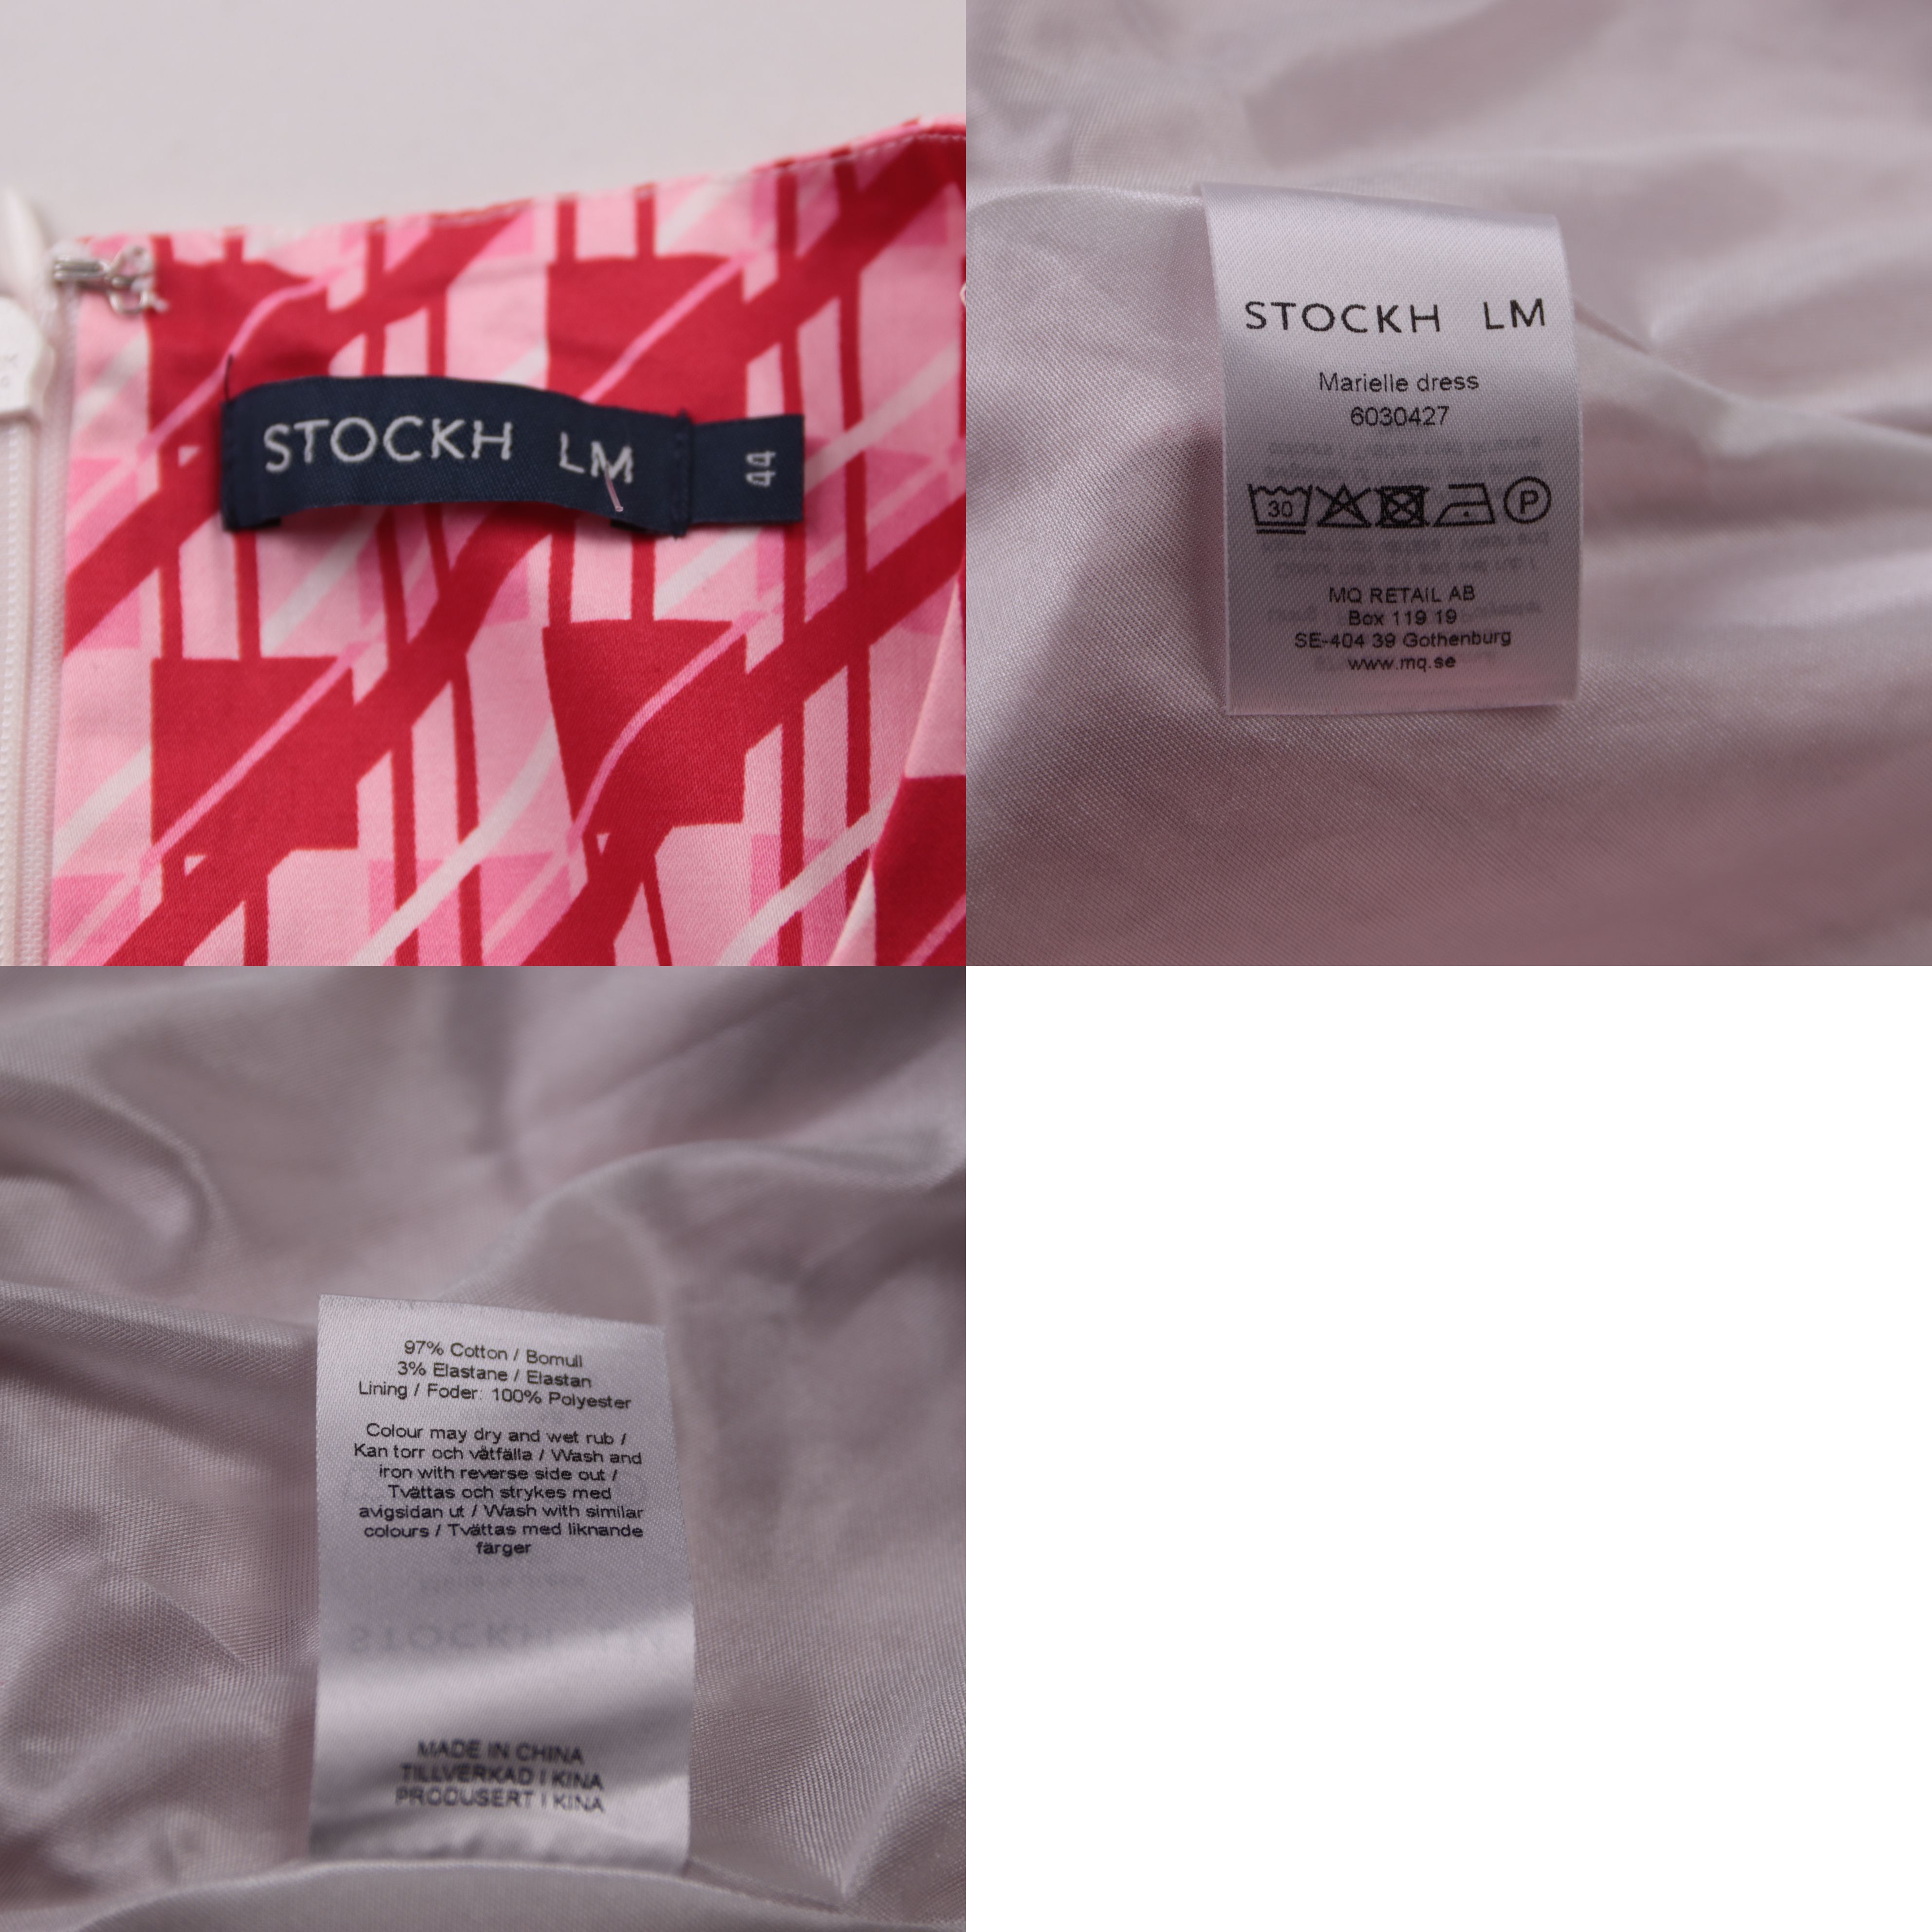 STOCKH LM
44
STOCKH LM
Marielle dress
6030427
30
P
MQ RETAIL AB
Box 119 19
SE-404 39 Gothenburg
www.mq.se
97% Cotton / Bomull
3% Elastane / Elastan
Lining / Foder: 100% Polyester
Colour may dry and wet rub /
Kan torr och våtfälla / Wash and
iron with reverse side out /
Tvättas och strykes med
avigsidan ut / Wash with similar
colours / Tvättas med liknande
färger
MADE IN CHINA
TILLVERKAD I KINA
PRODUSERT I KINA